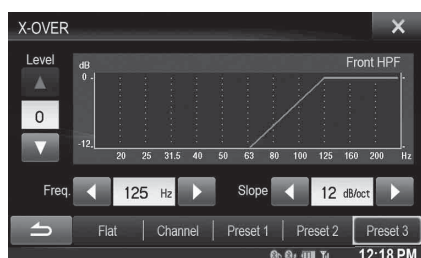 X-OVER
Level
dB
Front HPF
0
0
-12
20 25 31.5 40 50 63 80 100 125 160 200 Hz
Freq. 125 Hz Slope 12 dB/oct
Flat Channel Preset 1 Preset 2 Preset 3
12:18 PM